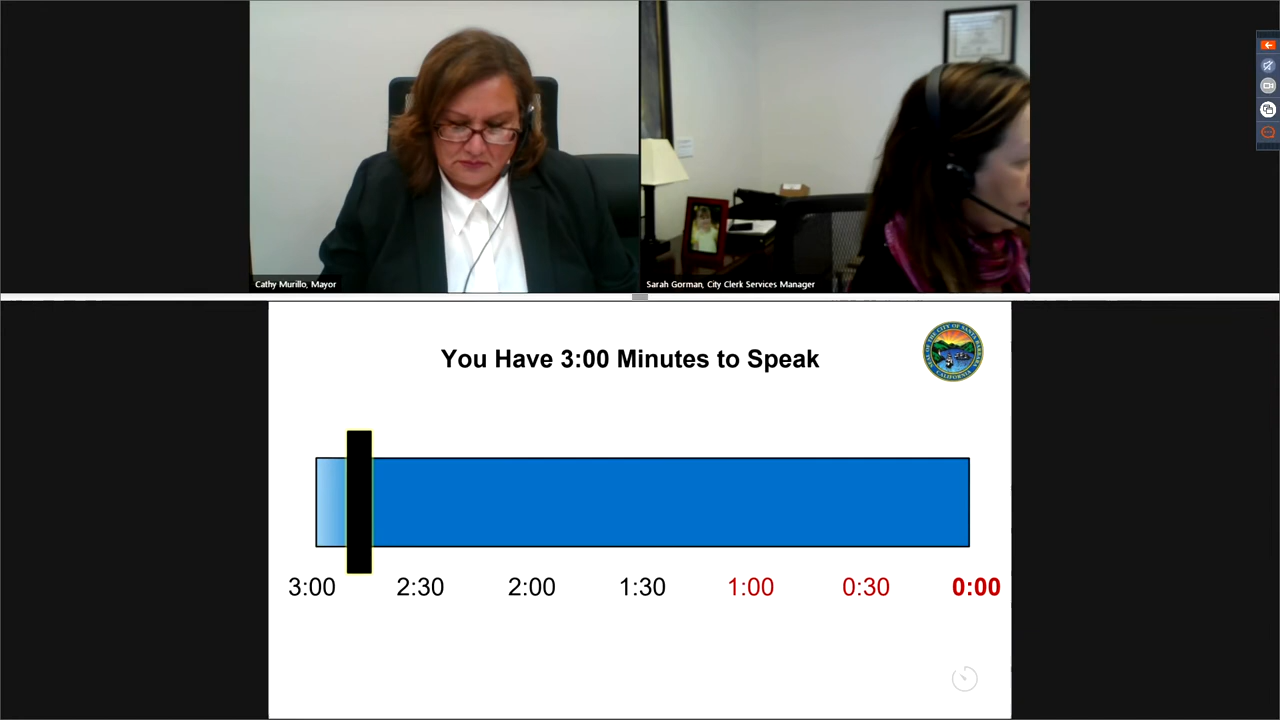 Cathy Murillo, Mayor
Sarah Gorman, City Clerk Services Manager
You Have 3:00 Minutes to Speak
3:00 2:30 2:00 1:30 1:00 0:30 0:00